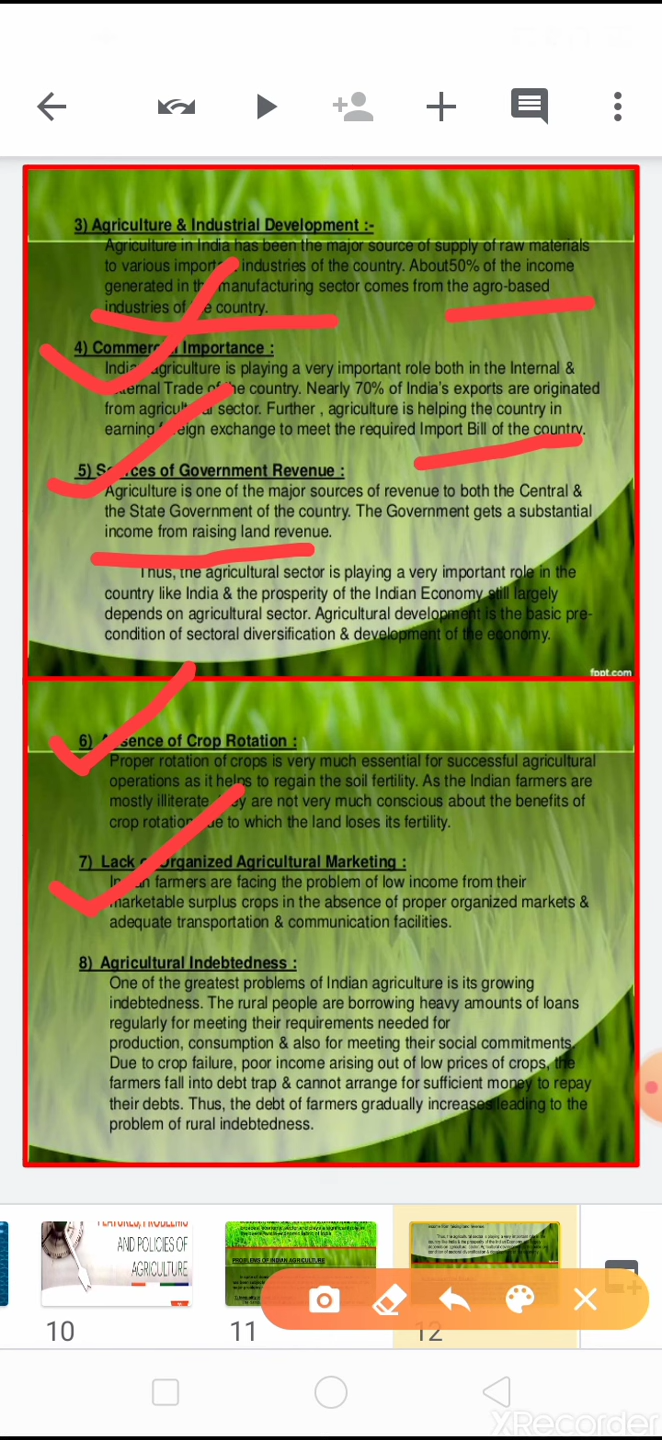 3) Agriculture & Industrial Development :-
Agriculture in India has been the major source of supply of raw materials
to various industries of the country. About50% of the income
generated in manufacturing sector comes from the agro-based
industries of country.
4) Commercial Importance :
agriculture is playing a very important role both in the Internal &
Trade of the country. Nearly 70% of India's exports are originated
from agricultural sector. Further , agriculture is helping the country in
earning foreign exchange to meet the required Import Bill of the country.
5) Sources of Government Revenue :
Agriculture is one of the major sources of revenue to both the Central &
the State Government of the country. The Government gets a substantial
income from raising land revenue.
Thus, the agricultural sector is playing a very important role in the
country like India & the prosperity of the Indian Economy still largely
depends on agricultural sector. Agricultural development is the basic pre-
condition of sectoral diversification & development of the economy.
fppt.com
6) Absence of Crop Rotation :
Proper rotation of crops is very much essential for successful agricultural
operations as it helps to regain the soil fertility. As the Indian farmers are
mostly illiterate, they are not very much conscious about the benefits of
crop rotation due to which the land loses its fertility.
7) Lack of Organized Agricultural Marketing :
Indian farmers are facing the problem of low income from their
marketable surplus crops in the absence of proper organized markets &
adequate transportation & communication facilities.
8) Agricultural Indebtedness :
One of the greatest problems of Indian agriculture is its growing
indebtedness. The rural people are borrowing heavy amounts of loans
regularly for meeting their requirements needed for
production, consumption & also for meeting their social commitments.
Due to crop failure, poor income arising out of low prices of crops, the
farmers fall into debt trap & cannot arrange for sufficient money to repay
their debts. Thus, the debt of farmers gradually increases leading to the
problem of rural indebtedness.
AND POLICIES OF
AGRICULTURE
PROBLEMS OF INDIAN AGRICULTURE
10
11
12
XRecorder